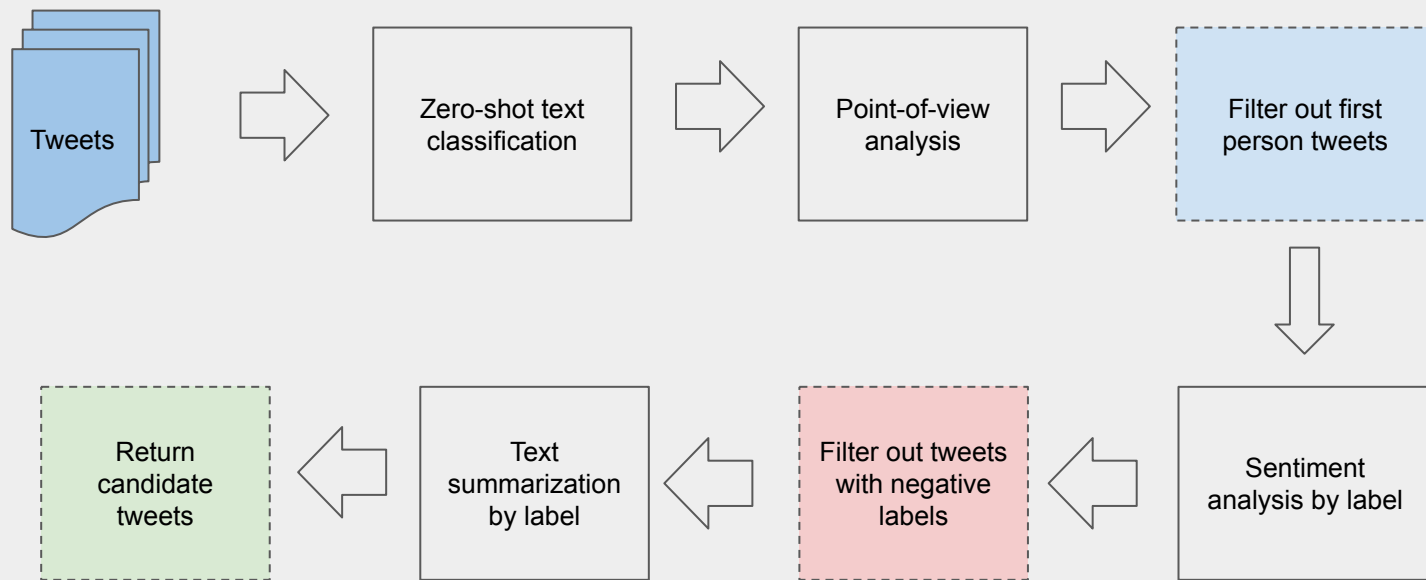 Tweets
Zero-shot text
classification
Point-of-view
analysis
Filter out first
person tweets
Sentiment
analysis by label
Filter out tweets
with negative
labels
Text
summarization
by label
Return
candidate
tweets